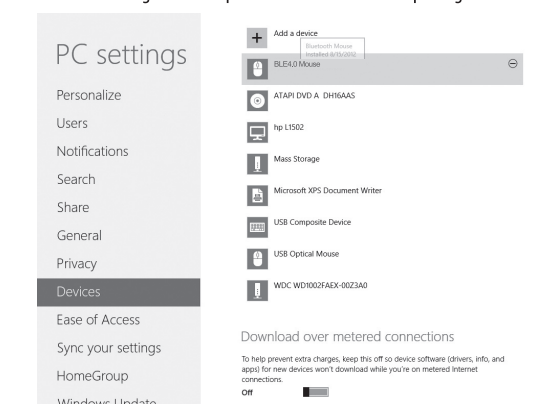 PC settings
Personalize
Users
Notifications
Search
Share
General
Privacy
Devices
Ease of Access
Sync your settings
HomeGroup
Windows Update
Add a device
Bluetooth Mouse
Installed 8/15/2012
BLE4.0 Mouse
ATAPI DVD A DH16AAS
hp L1502
Mass Storage
Microsoft XPS Document Writer
USB Composite Device
USB Optical Mouse
WDC WD1002FAEX-00Z3A0
Download over metered connections
To help prevent extra charges, keep this off so device software (drivers, info, and
apps) for new devices won't download while you're on metered Internet
connections.
Off